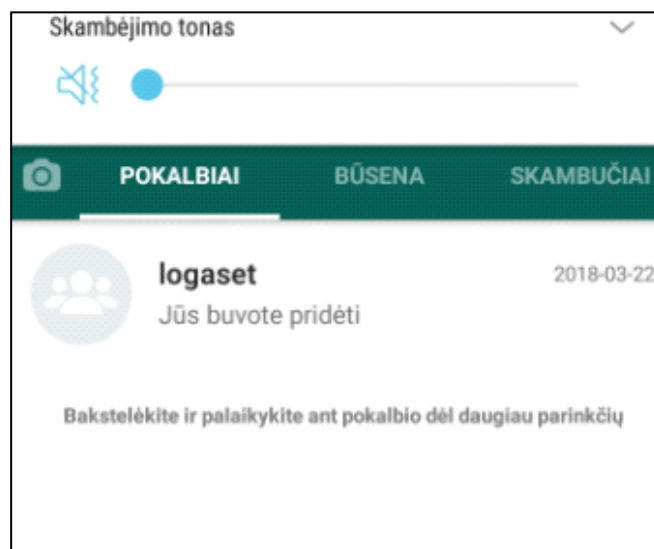 Skambėjimo tonas
POKALBIAI BŪSENA SKAMBUČIAI
logaset 2018-03-22
Jūs buvote pridėti
Bakstelėkite ir palaikykite ant pokalbio dėl daugiau parinkčių